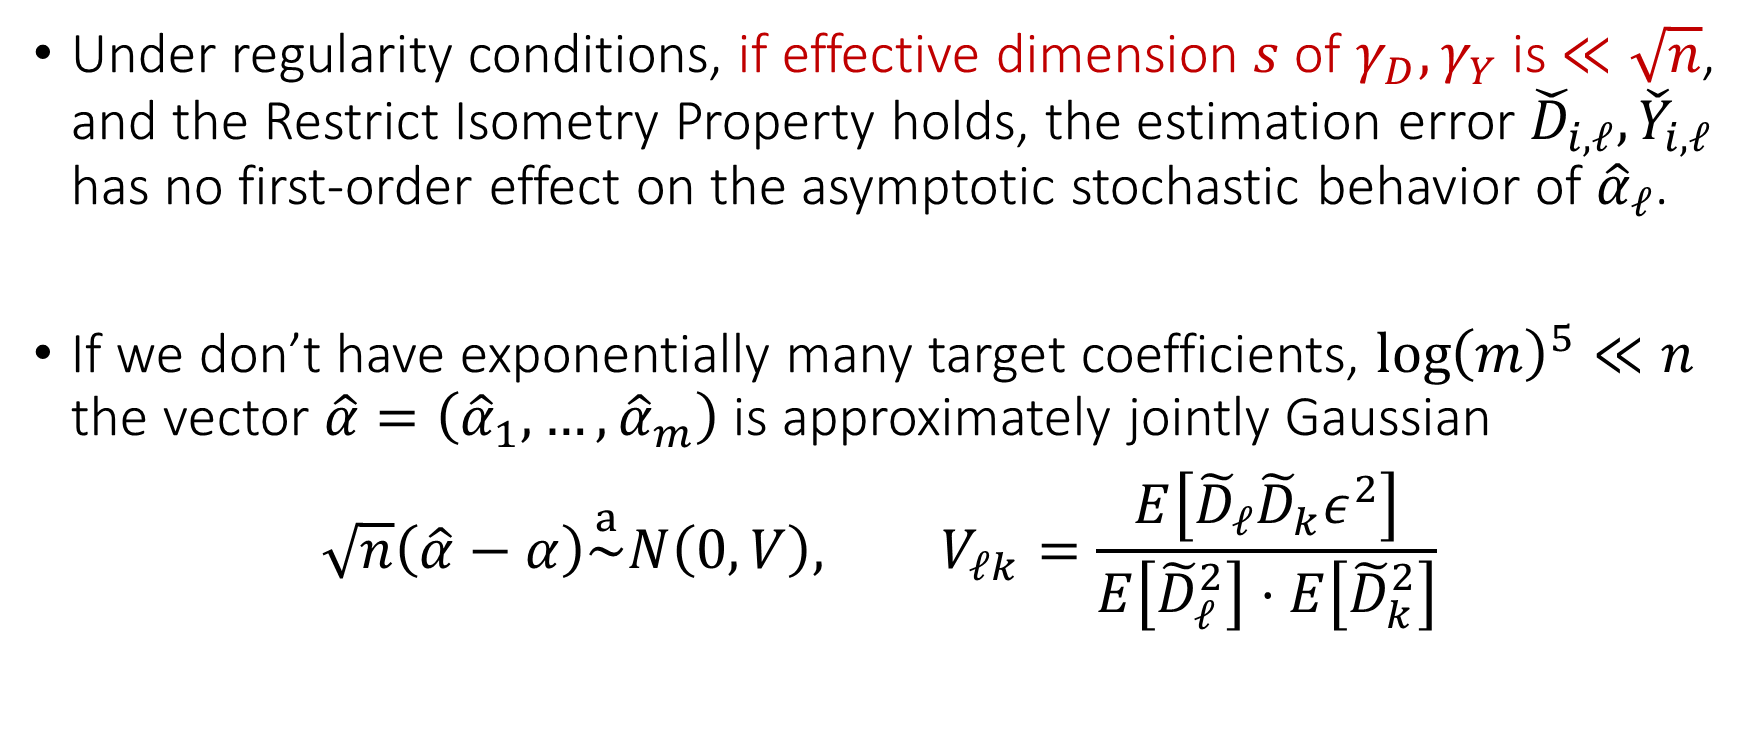 • Under regularity conditions, if effective dimension s of γ_D, γ_Y is ≪ √n,
and the Restrict Isometry Property holds, the estimation error Ď_{i,ℓ}, Y̌_{i,ℓ}
has no first-order effect on the asymptotic stochastic behavior of α̂_ℓ.
• If we don’t have exponentially many target coefficients, log(m)^5 ≪ n
the vector α̂ = (α̂_1, … , α̂_m) is approximately jointly Gaussian
√n(α̂ − α) ~^a N(0, V), V_{ℓk} = E[D̃_ℓ D̃_k ϵ^2] / (E[D̃_ℓ^2] · E[D̃_k^2])